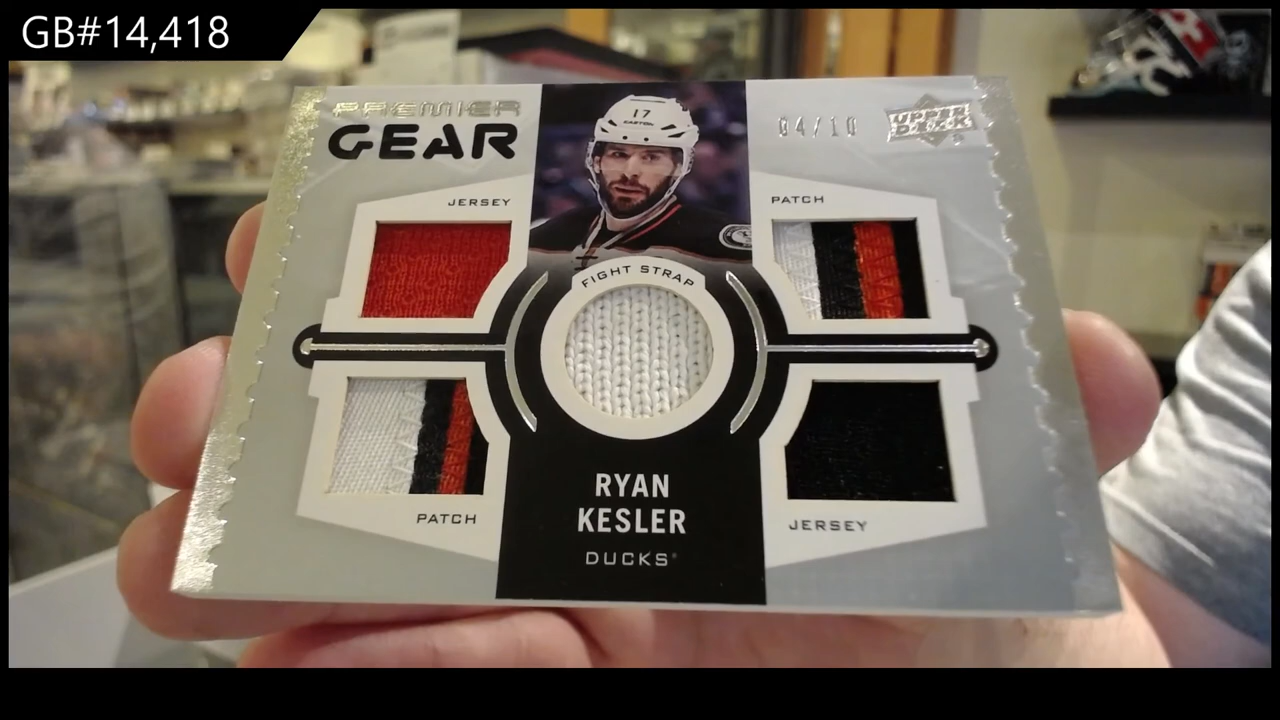 GB#14,418
PREMIER
GEAR
04/10
UPPER
DECK
17
EASTON
JERSEY
PATCH
FIGHT STRAP
PATCH
JERSEY
RYAN
KESLER
DUCKS